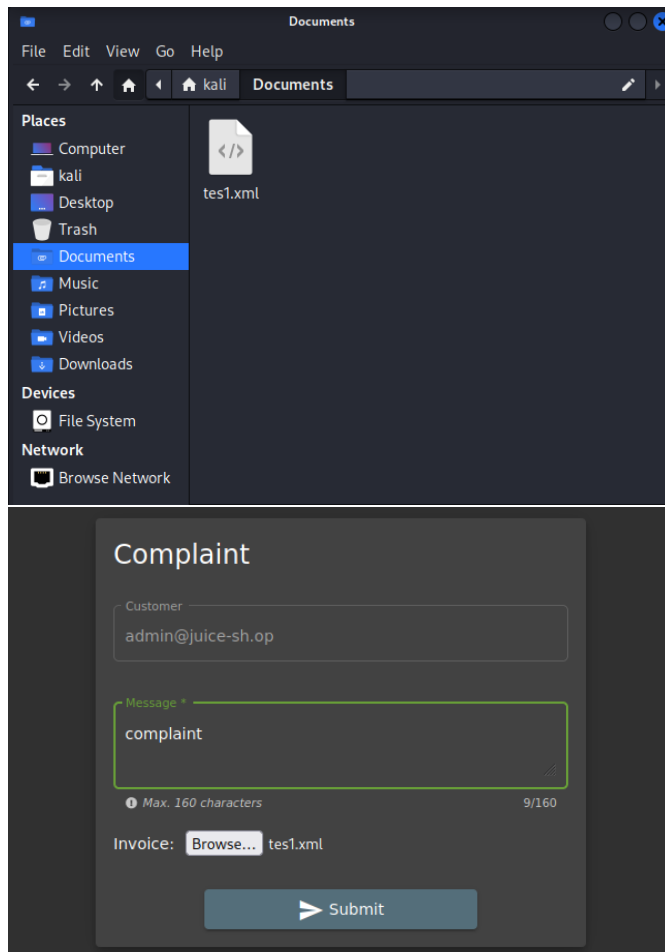 Documents
File Edit View Go Help
kali Documents
Places
Computer
kali
Desktop
Trash
Documents
Music
Pictures
Videos
Downloads
Devices
File System
Network
Browse Network
</>
tes1.xml
Complaint
Customer
admin@juice-sh.op
Message *
complaint
Max. 160 characters 9/160
Invoice: Browse... tes1.xml
Submit